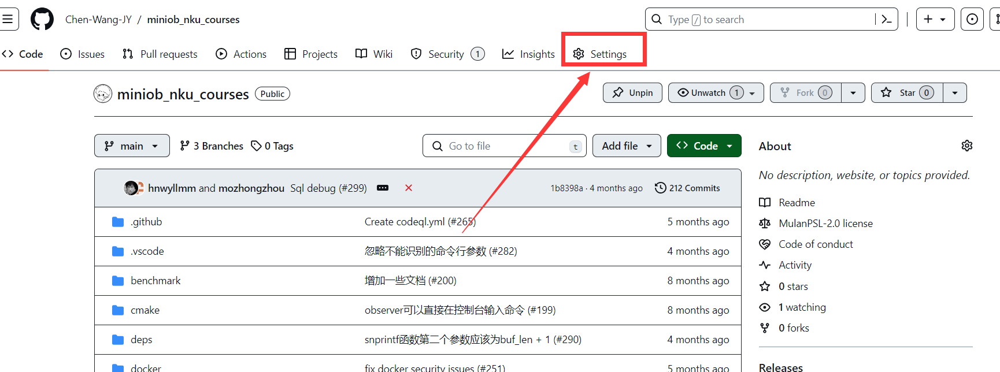 Chen-Wang-JY / miniob_nku_courses
Type / to search
Code Issues Pull requests Actions Projects Wiki Security 1 Insights Settings
miniob_nku_courses Public
Unpin Unwatch 1 Fork 0 Star 0
main 3 Branches 0 Tags Go to file t Add file Code
About
No description, website, or topics provided.
hnwyllmm and mozhongzhou Sql debug (#299) 1b8398a · 4 months ago 212 Commits
.github Create codeql.yml (#265) 5 months ago
.vscode 忽略不能识别的命令行参数 (#282) 4 months ago
benchmark 增加一些文档 (#200) 8 months ago
cmake observer可以直接在控制台输入命令 (#199) 8 months ago
deps snprintf函数第二个参数应该为buf_len + 1 (#290) 4 months ago
docker fix docker security issues (#251) 5 months ago
Readme
MulanPSL-2.0 license
Code of conduct
Activity
0 stars
1 watching
0 forks
Releases